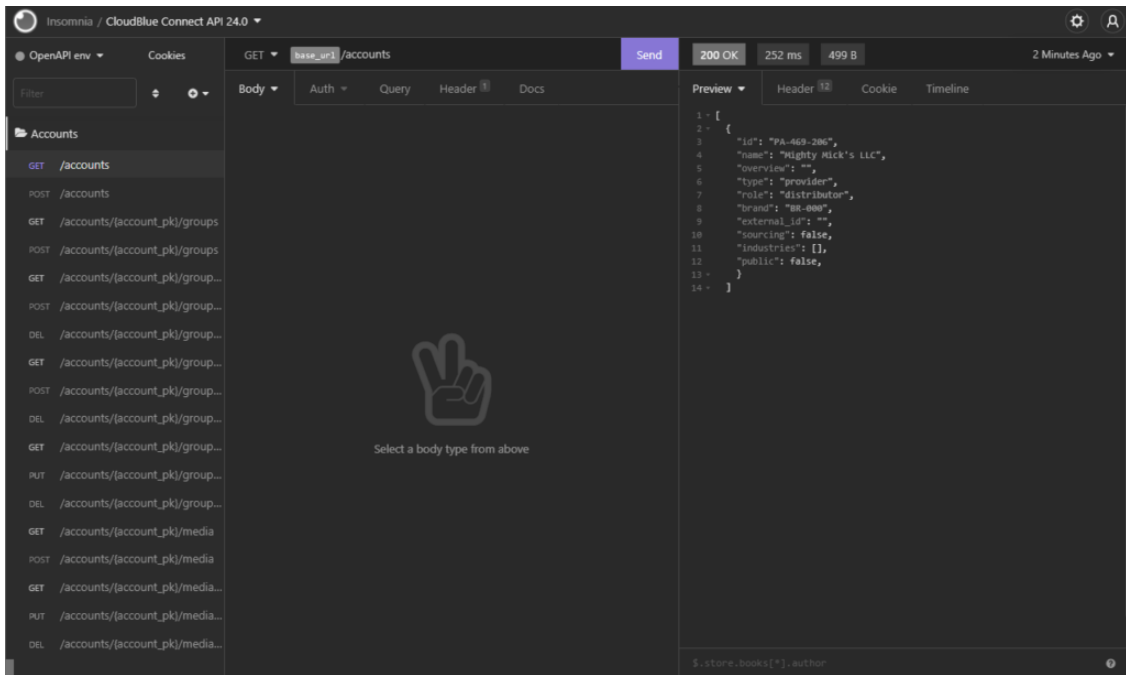 Insomnia / CloudBlue Connect API 24.0
OpenAPI env Cookies
Filter
Accounts
GET /accounts
POST /accounts
GET /accounts/{account_pk}/groups
POST /accounts/{account_pk}/groups
GET /accounts/{account_pk}/group...
POST /accounts/{account_pk}/group...
DEL /accounts/{account_pk}/group...
GET /accounts/{account_pk}/group...
POST /accounts/{account_pk}/group...
DEL /accounts/{account_pk}/group...
GET /accounts/{account_pk}/group...
PUT /accounts/{account_pk}/group...
DEL /accounts/{account_pk}/group...
GET /accounts/{account_pk}/media
POST /accounts/{account_pk}/media
GET /accounts/{account_pk}/media...
PUT /accounts/{account_pk}/media...
DEL /accounts/{account_pk}/media...
GET base_url /accounts Send
Body Auth Query Header 1 Docs
Select a body type from above
200 OK 252 ms 499 B 2 Minutes Ago
Preview Header 12 Cookie Timeline
1 [
2 {
3 "id": "PA-469-206",
4 "name": "Mighty Mick's LLC",
5 "overview": "",
6 "type": "provider",
7 "role": "distributor",
8 "brand": "BR-000",
9 "external_id": "",
10 "sourcing": false,
11 "industries": [],
12 "public": false,
13 }
14 ]
$.store.books[*].author